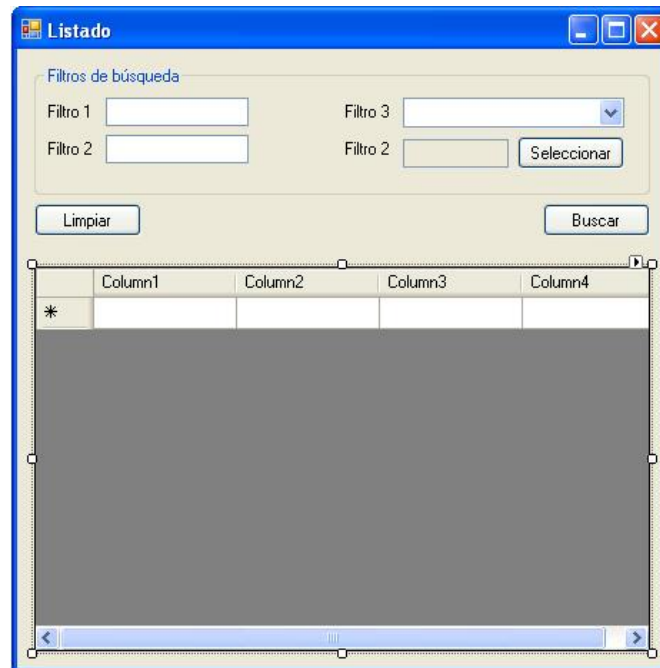 Listado
Filtros de búsqueda
Filtro 1
Filtro 3
Filtro 2
Filtro 2
Seleccionar
Limpiar
Buscar
Column1 Column2 Column3 Column4